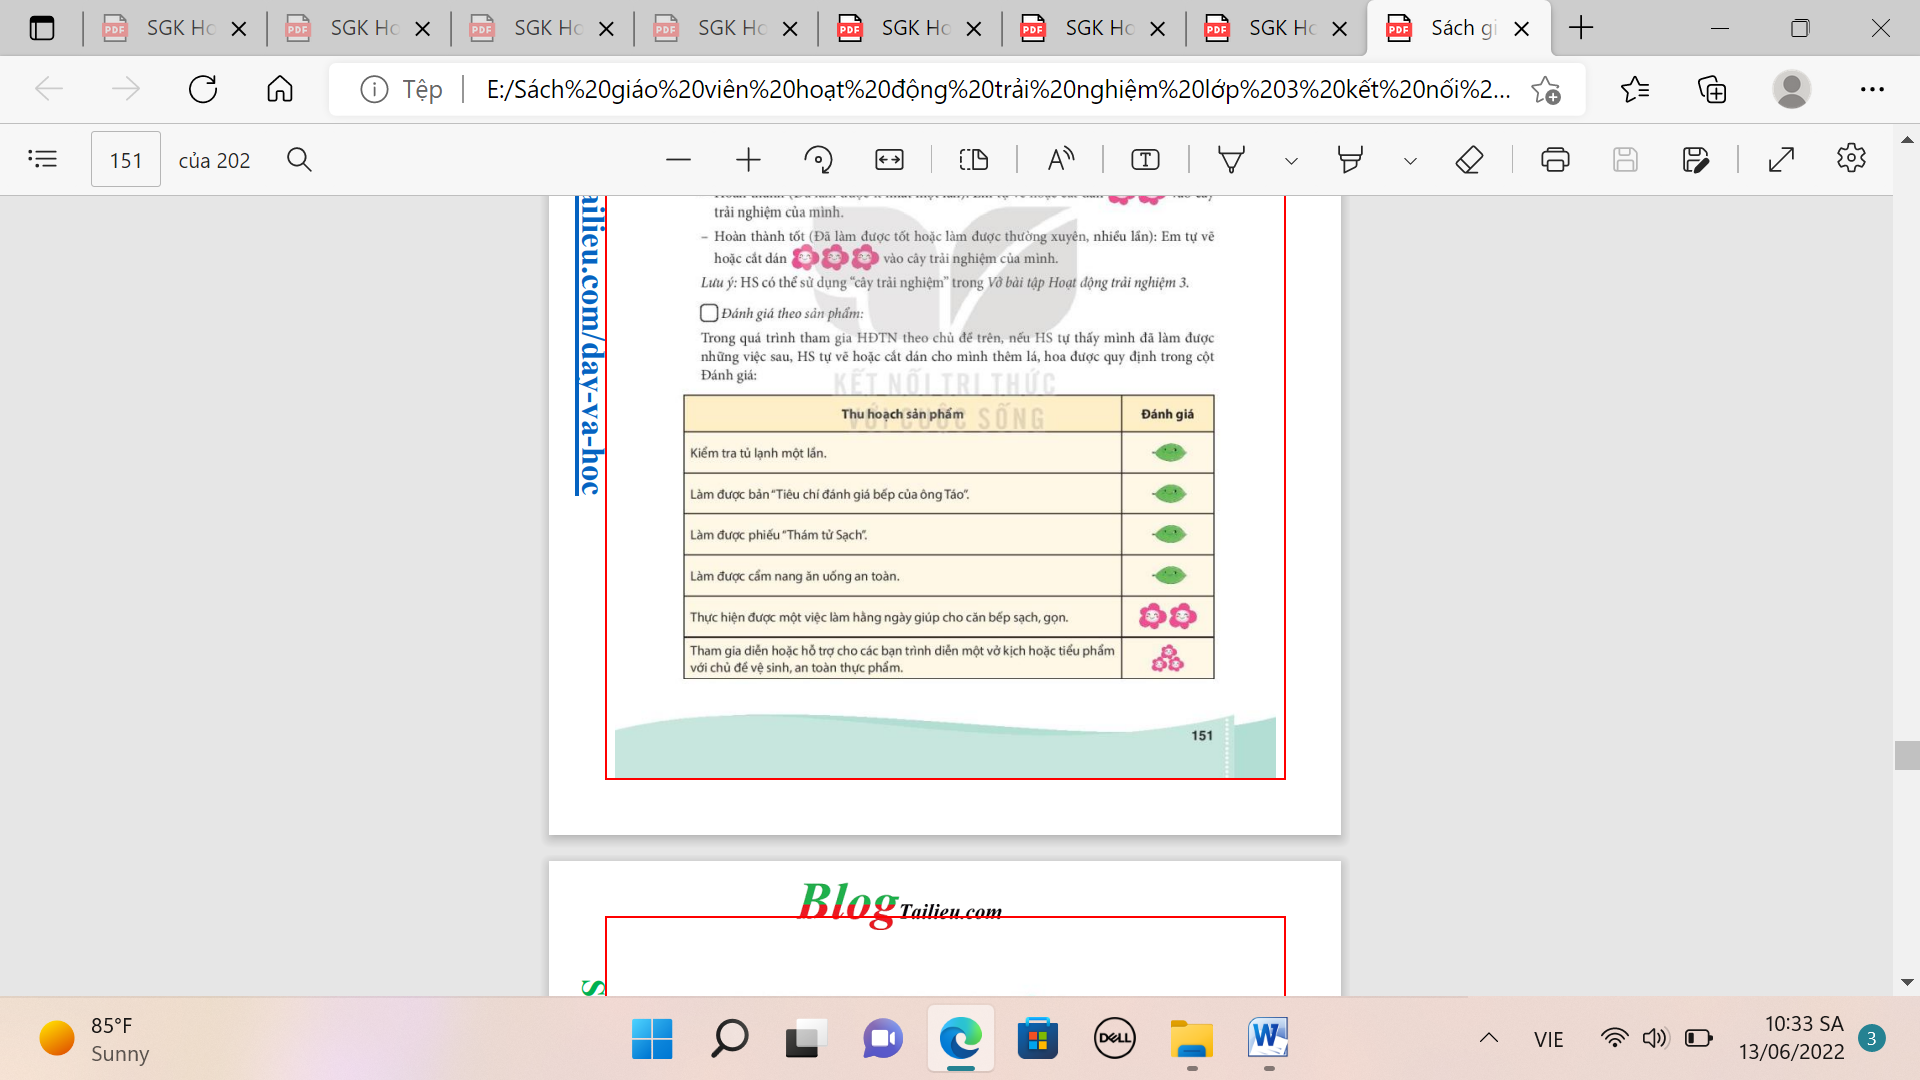 SGK Ho
SGK Ho
SGK Ho
SGK Ho
SGK Ho
SGK Ho
SGK Ho
Sách gi
Tệp
E:/Sách%20giáo%20viên%20hoạt%20động%20trải%20nghiệm%20lớp%203%20kết%20nối%2...
151
của 202
trải nghiệm của mình.
– Hoàn thành tốt (Đã làm được tốt hoặc làm được thường xuyên, nhiều lần): Em tự vẽ
hoặc cắt dán vào cây trải nghiệm của mình.
Lưu ý: HS có thể sử dụng “cây trải nghiệm” trong Vở bài tập Hoạt động trải nghiệm 3.
Đánh giá theo sản phẩm:
Trong quá trình tham gia HĐTN theo chủ đề trên, nếu HS tự thấy mình đã làm được
những việc sau, HS tự vẽ hoặc cắt dán cho mình thêm lá, hoa được quy định trong cột
Đánh giá:
KẾT NỐI TRI THỨC
VỚI CUỘC SỐNG
Thu hoạch sản phẩm
Đánh giá
Kiểm tra tủ lạnh một lần.
Làm được bản “Tiêu chí đánh giá bếp của ông Táo”.
Làm được phiếu “Thám tử Sạch”.
Làm được cẩm nang ăn uống an toàn.
Thực hiện được một việc làm hằng ngày giúp cho căn bếp sạch, gọn.
Tham gia diễn hoặc hỗ trợ cho các bạn trình diễn một vở kịch hoặc tiểu phẩm
với chủ đề vệ sinh, an toàn thực phẩm.
151
ailieu.com/day-va-hoc
Blog Tailieu.com
S
85°F
Sunny
DELL
VIE
10:33 SA
13/06/2022
3